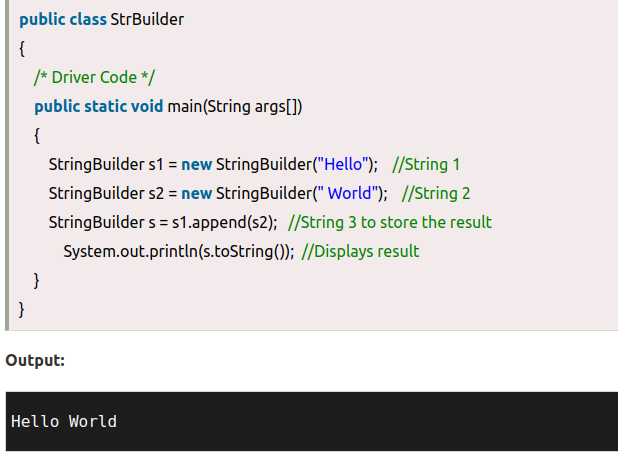 public class StrBuilder
{
/* Driver Code */
public static void main(String args[])
{
StringBuilder s1 = new StringBuilder("Hello");    //String 1
StringBuilder s2 = new StringBuilder(" World");    //String 2
StringBuilder s = s1.append(s2);   //String 3 to store the result
System.out.println(s.toString());  //Displays result
}
}
Output:
Hello World